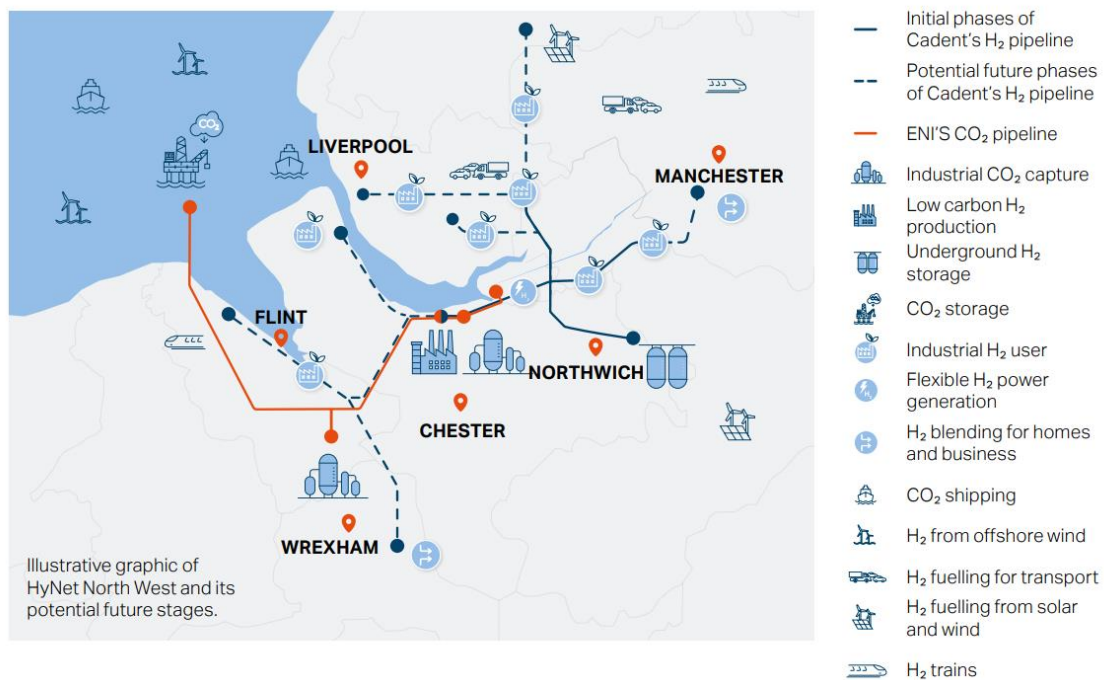 LIVERPOOL
MANCHESTER
FLINT
NORTHWICH
CHESTER
WREXHAM
CO₂
H₂
Illustrative graphic of
HyNet North West and its
potential future stages.
Initial phases of
Cadent's H₂ pipeline
Potential future phases
of Cadent's H₂ pipeline
ENI'S CO₂ pipeline
Industrial CO₂ capture
Low carbon H₂
production
Underground H₂
storage
CO₂ storage
Industrial H₂ user
Flexible H₂ power
generation
H₂ blending for homes
and business
CO₂ shipping
H₂ from offshore wind
H₂ fuelling for transport
H₂ fuelling from solar
and wind
H₂ trains